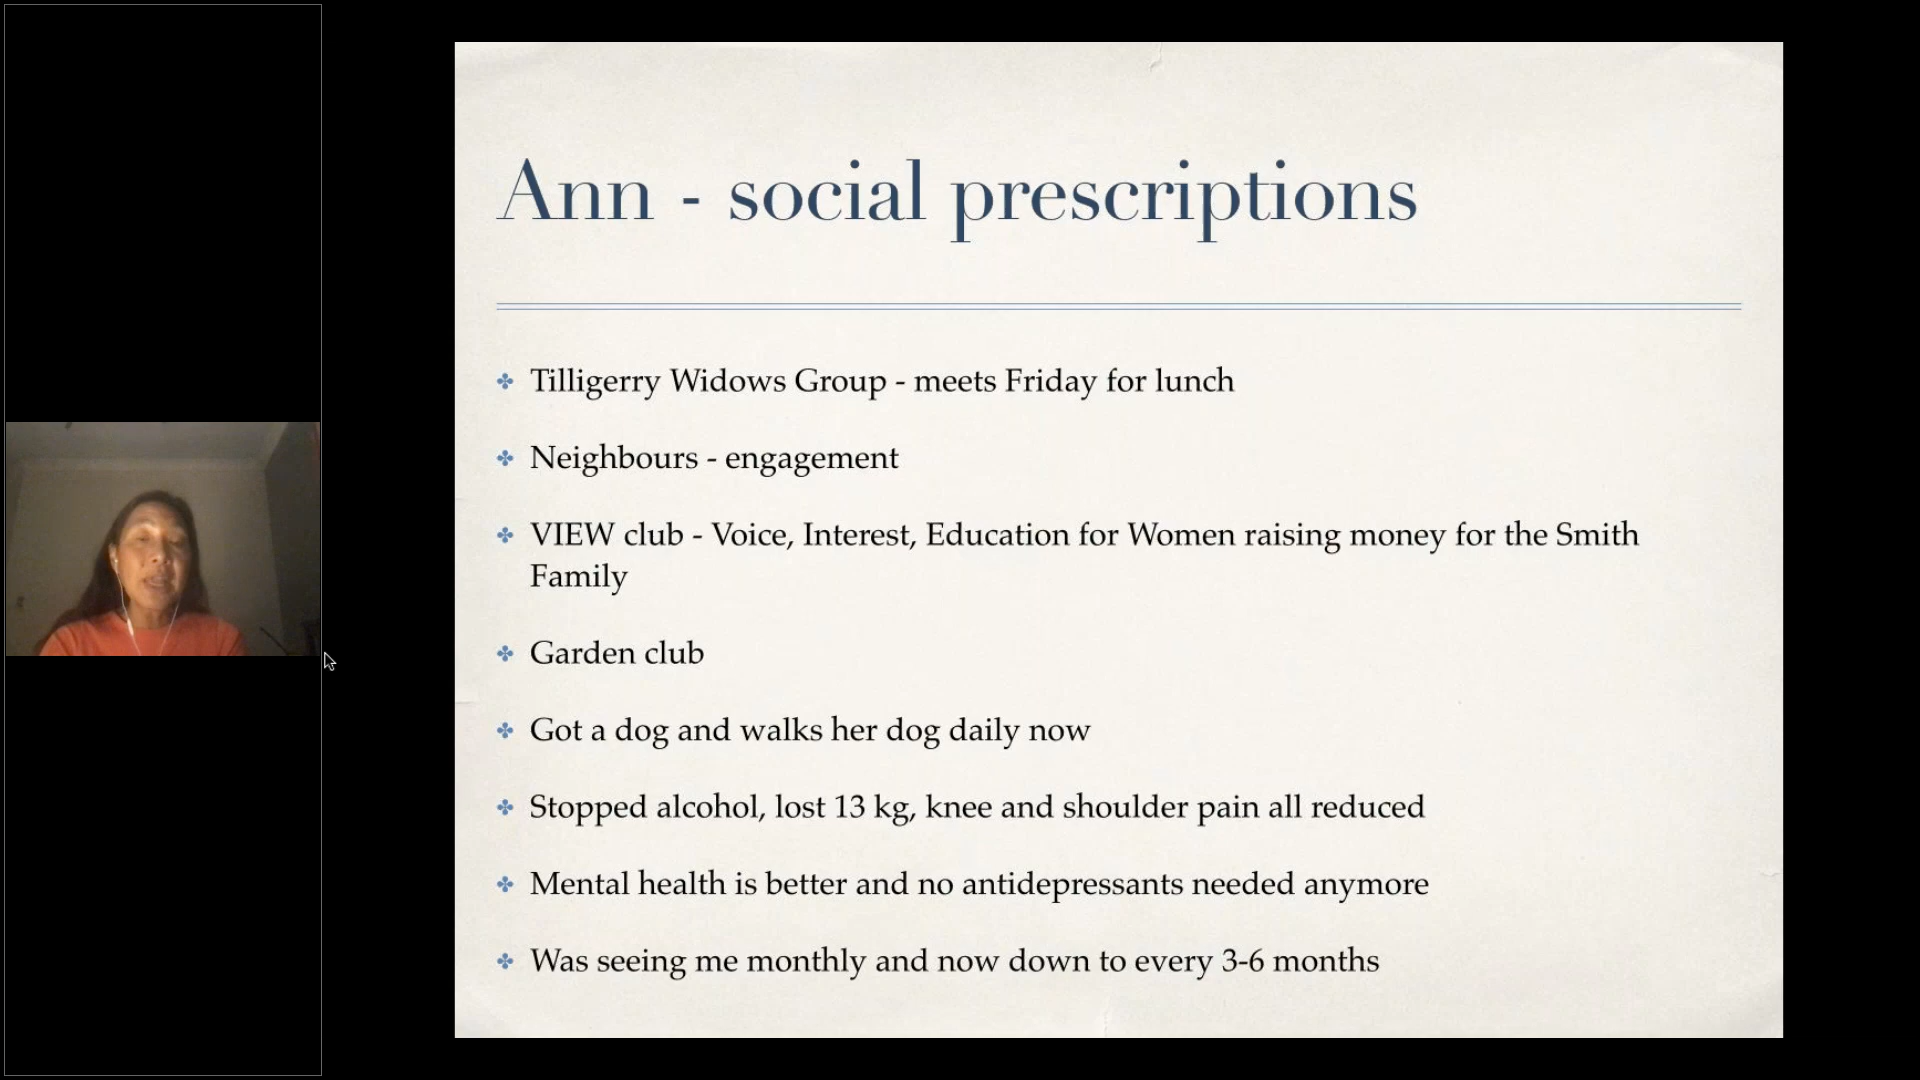 Ann - social prescriptions
Tilligerry Widows Group - meets Friday for lunch
Neighbours - engagement
VIEW club - Voice, Interest, Education for Women raising money for the Smith
Family
Garden club
Got a dog and walks her dog daily now
Stopped alcohol, lost 13 kg, knee and shoulder pain all reduced
Mental health is better and no antidepressants needed anymore
Was seeing me monthly and now down to every 3-6 months